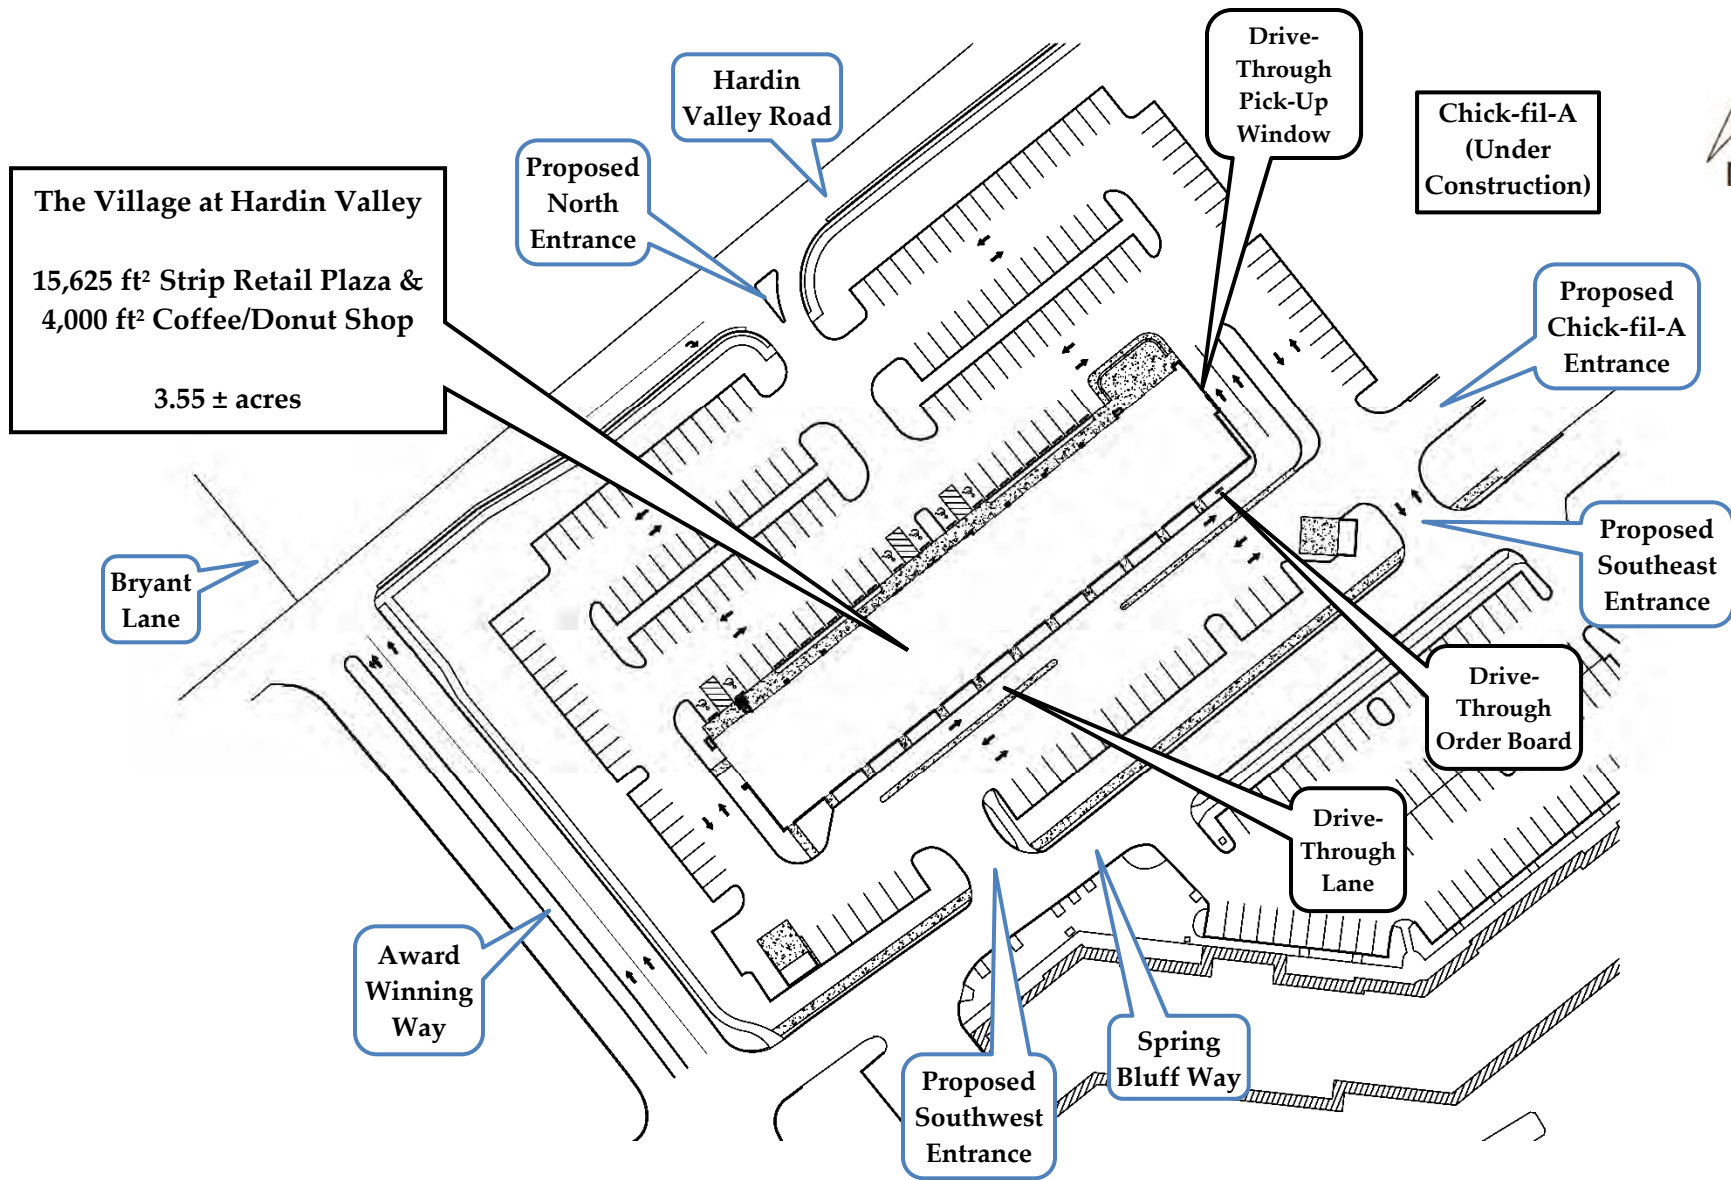 Drive-
Through
Pick-Up
Window
Hardin
Valley Road
Chick-fil-A
(Under
Construction)
Proposed
North
Entrance
The Village at Hardin Valley
15,625 ft² Strip Retail Plaza &
4,000 ft² Coffee/Donut Shop
3.55 ± acres
Proposed
Chick-fil-A
Entrance
Bryant
Lane
Proposed
Southeast
Entrance
Drive-
Through
Order Board
Drive-
Through
Lane
Award
Winning
Way
Spring
Bluff Way
Proposed
Southwest
Entrance